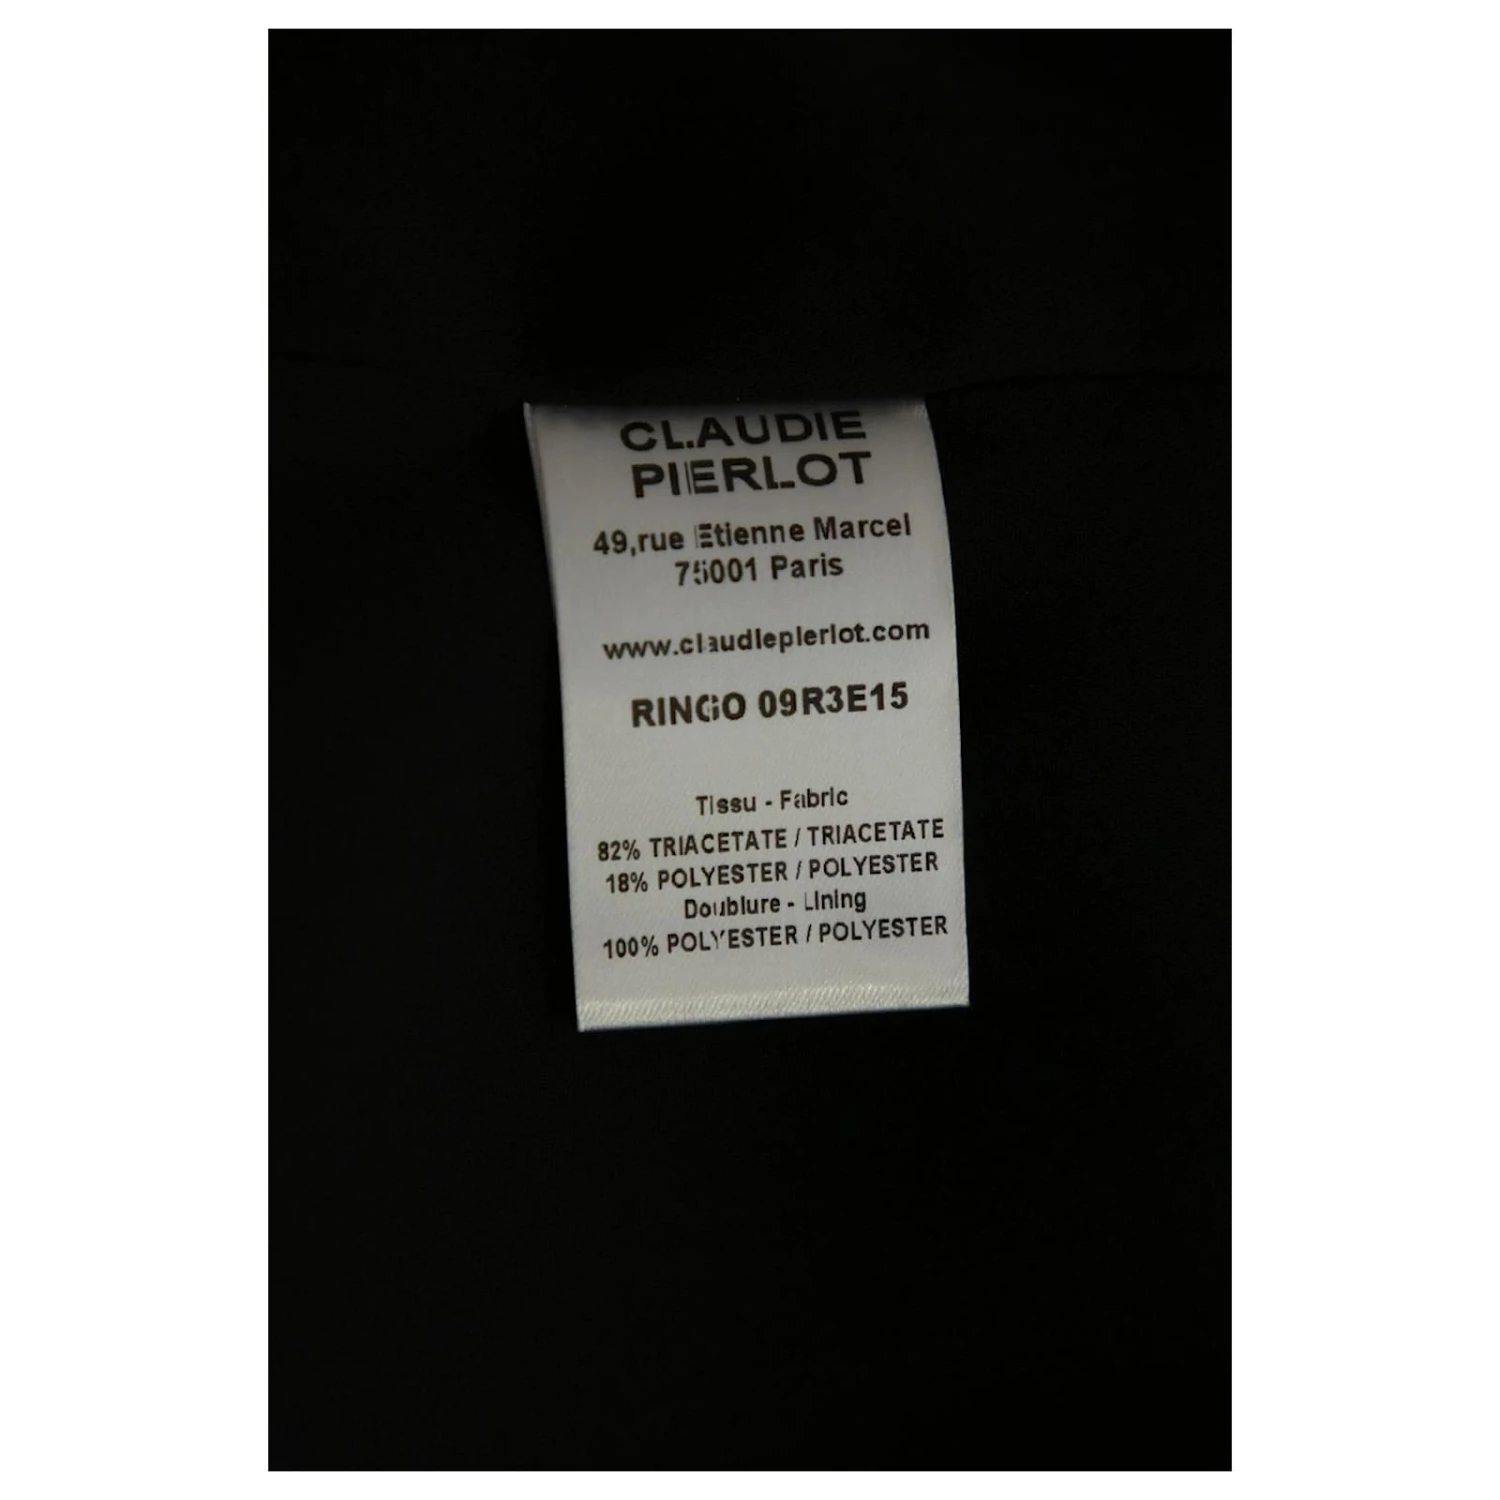 CLAUDIE
PIERLOT
49,rue Etienne Marcel
75001 Paris
www.claudiepierlot.com
RINGO 09R3E15
Tissu - Fabric
82% TRIACETATE / TRIACETATE
18% POLYESTER / POLYESTER
Doublure - Lining
100% POLYESTER / POLYESTER